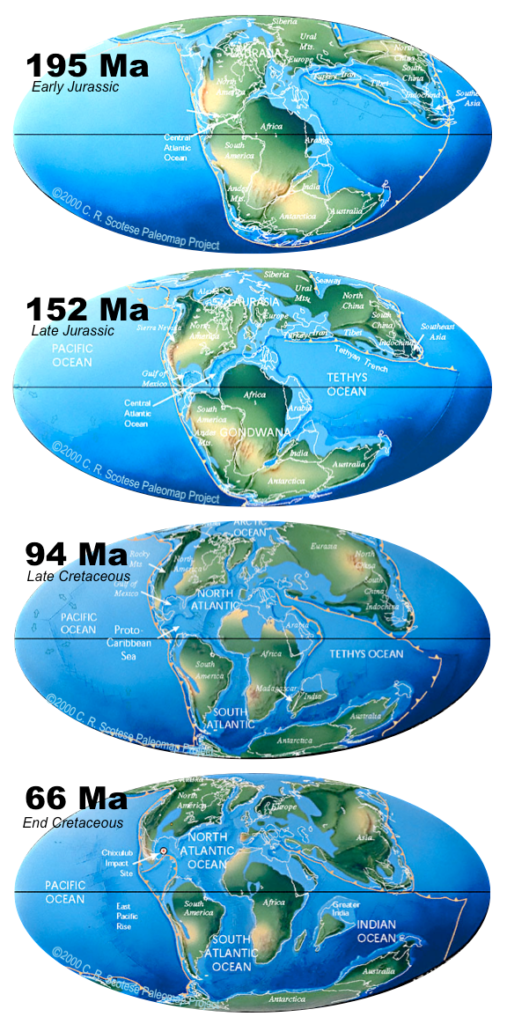 195 Ma
Early Jurassic
Siberia
Ural
Mts.
LAURASIA
Europe
North
America
North
China
South
China
Turkey
Iran
Tibet
Indochina
Southeast
Asia
Central
Atlantic
Ocean
Africa
Arabia
South
America
Andes
Mts.
India
Antarctica
Australia
©2000 C. R. Scotese Paleomap Project
152 Ma
Late Jurassic
Siberia
Ural
Mts.
LAURASIA
Europe
North
China
South
China
Sierra Nevada
North
America
Turkey
Iran
Tibet
Indochina
Southeast
Asia
PACIFIC
OCEAN
Tethyan Trench
Gulf of
Mexico
TETHYS
OCEAN
Central
Atlantic
Ocean
Africa
Arabia
South
America
Andes
Mts.
GONDWANA
India
Australia
Antarctica
©2000 C. R. Scotese Paleomap Project
94 Ma
Late Cretaceous
ARCTIC
OCEAN
Rocky
Mts.
North
America
Eurasia
North
China
South
China
Indochina
Gulf of
Mexico
NORTH
ATLANTIC
PACIFIC
OCEAN
Proto-
Caribbean
Sea
Arabia
Africa
TETHYS OCEAN
South
America
Madagascar
India
SOUTH
ATLANTIC
Australia
Antarctica
©2000 C. R. Scotese Paleomap Project
66 Ma
End Cretaceous
North
America
Europe
Asia
Chixulub
Impact
Site
NORTH
ATLANTIC
OCEAN
PACIFIC
OCEAN
East
Pacific
Rise
South
America
Africa
Greater
India
INDIAN
OCEAN
SOUTH
ATLANTIC
OCEAN
Australia
Antarctica
©2000 C. R. Scotese Paleomap Project